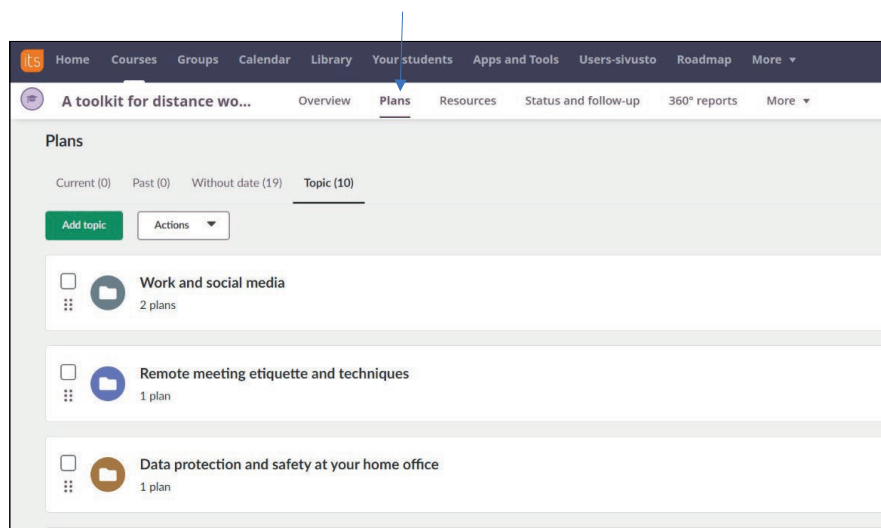 its Home Courses Groups Calendar Library Your students Apps and Tools Users-sivusto Roadmap More
A toolkit for distance wo... Overview Plans Resources Status and follow-up 360° reports More
Plans
Current (0) Past (0) Without date (19) Topic (10)
Add topic Actions
Work and social media
2 plans
Remote meeting etiquette and techniques
1 plan
Data protection and safety at your home office
1 plan